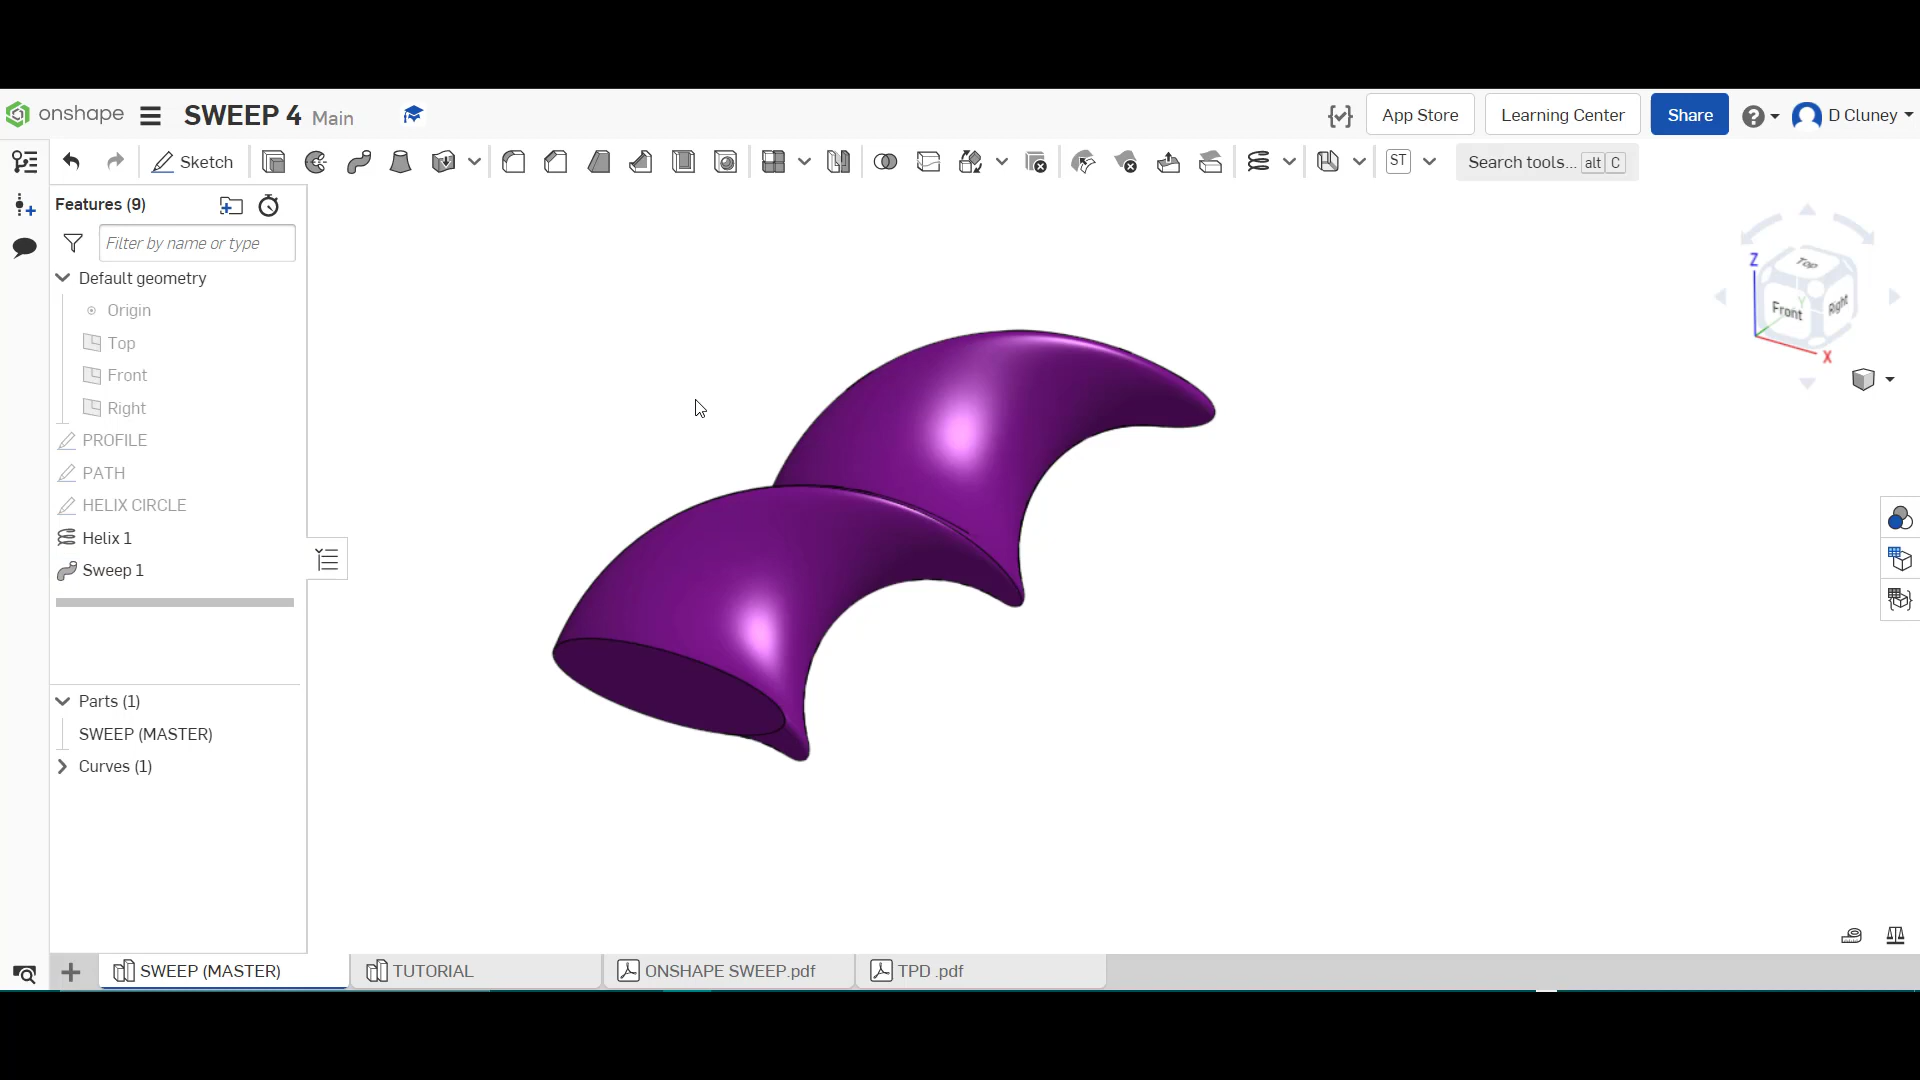 onshape SWEEP 4 Main App Store Learning Center Share D Cluney
Sketch ST Search tools... alt C
Features (9)
Filter by name or type
Default geometry
Origin
Top
Front
Right
PROFILE
PATH
HELIX CIRCLE
Helix 1
Sweep 1
Parts (1)
SWEEP (MASTER)
Curves (1)
Z
Top
Front
Y
Right
X
SWEEP (MASTER) TUTORIAL ONSHAPE SWEEP.pdf TPD .pdf